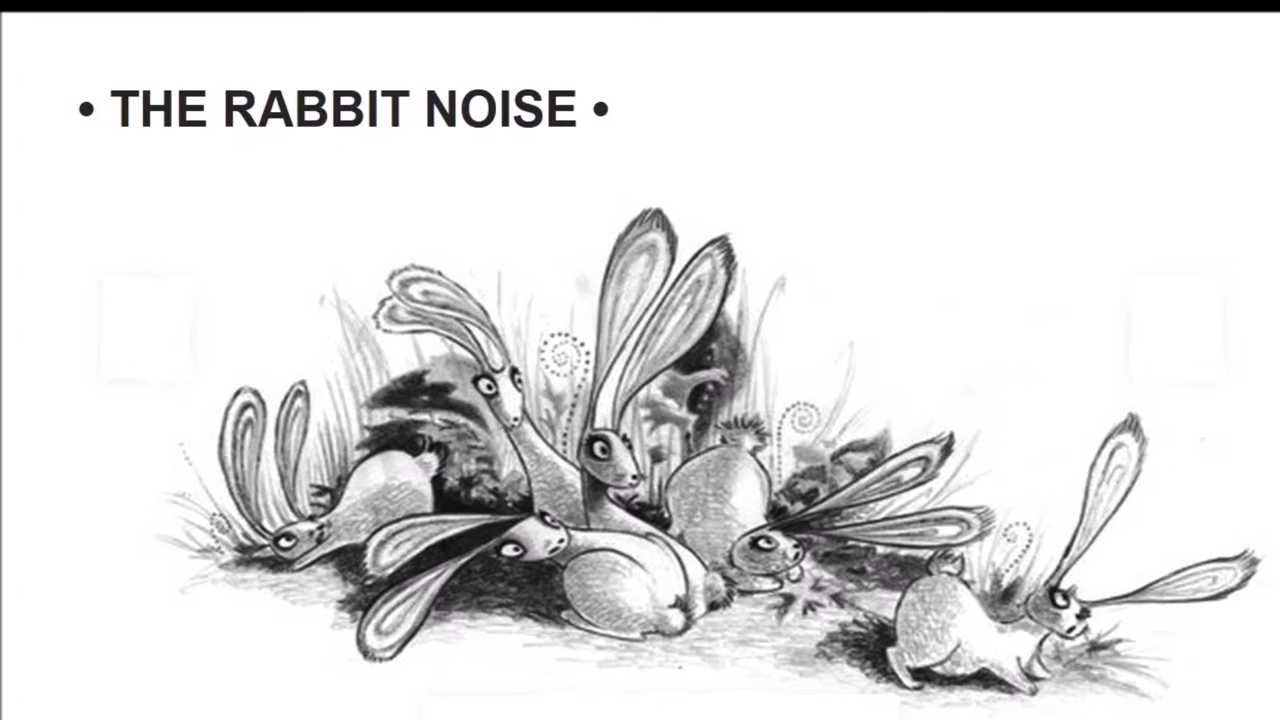 • THE RABBIT NOISE •